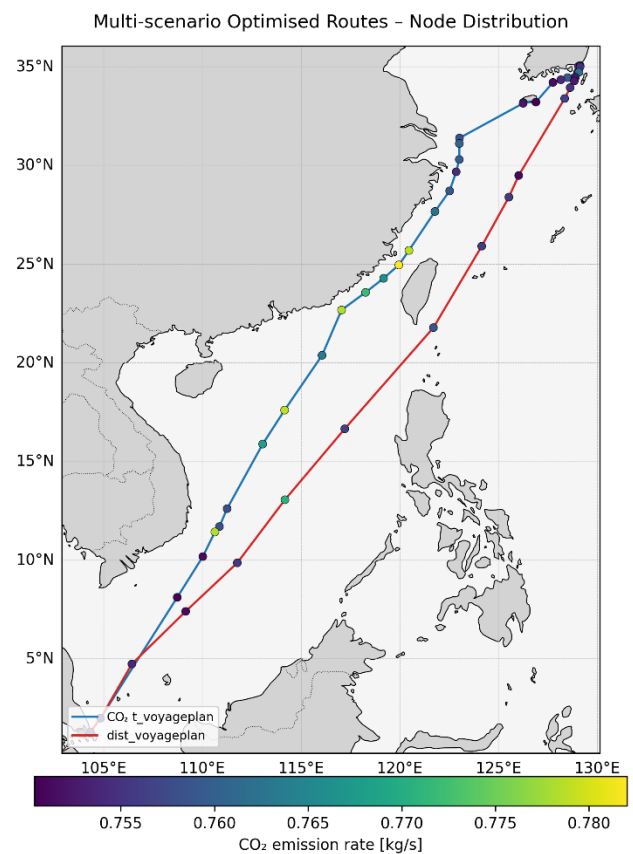 Multi-scenario Optimised Routes – Node Distribution
35°N
30°N
25°N
20°N
15°N
10°N
5°N
CO₂ t_voyageplan
dist_voyageplan
105°E 110°E 115°E 120°E 125°E 130°E
0.755 0.760 0.765 0.770 0.775 0.780
CO₂ emission rate [kg/s]